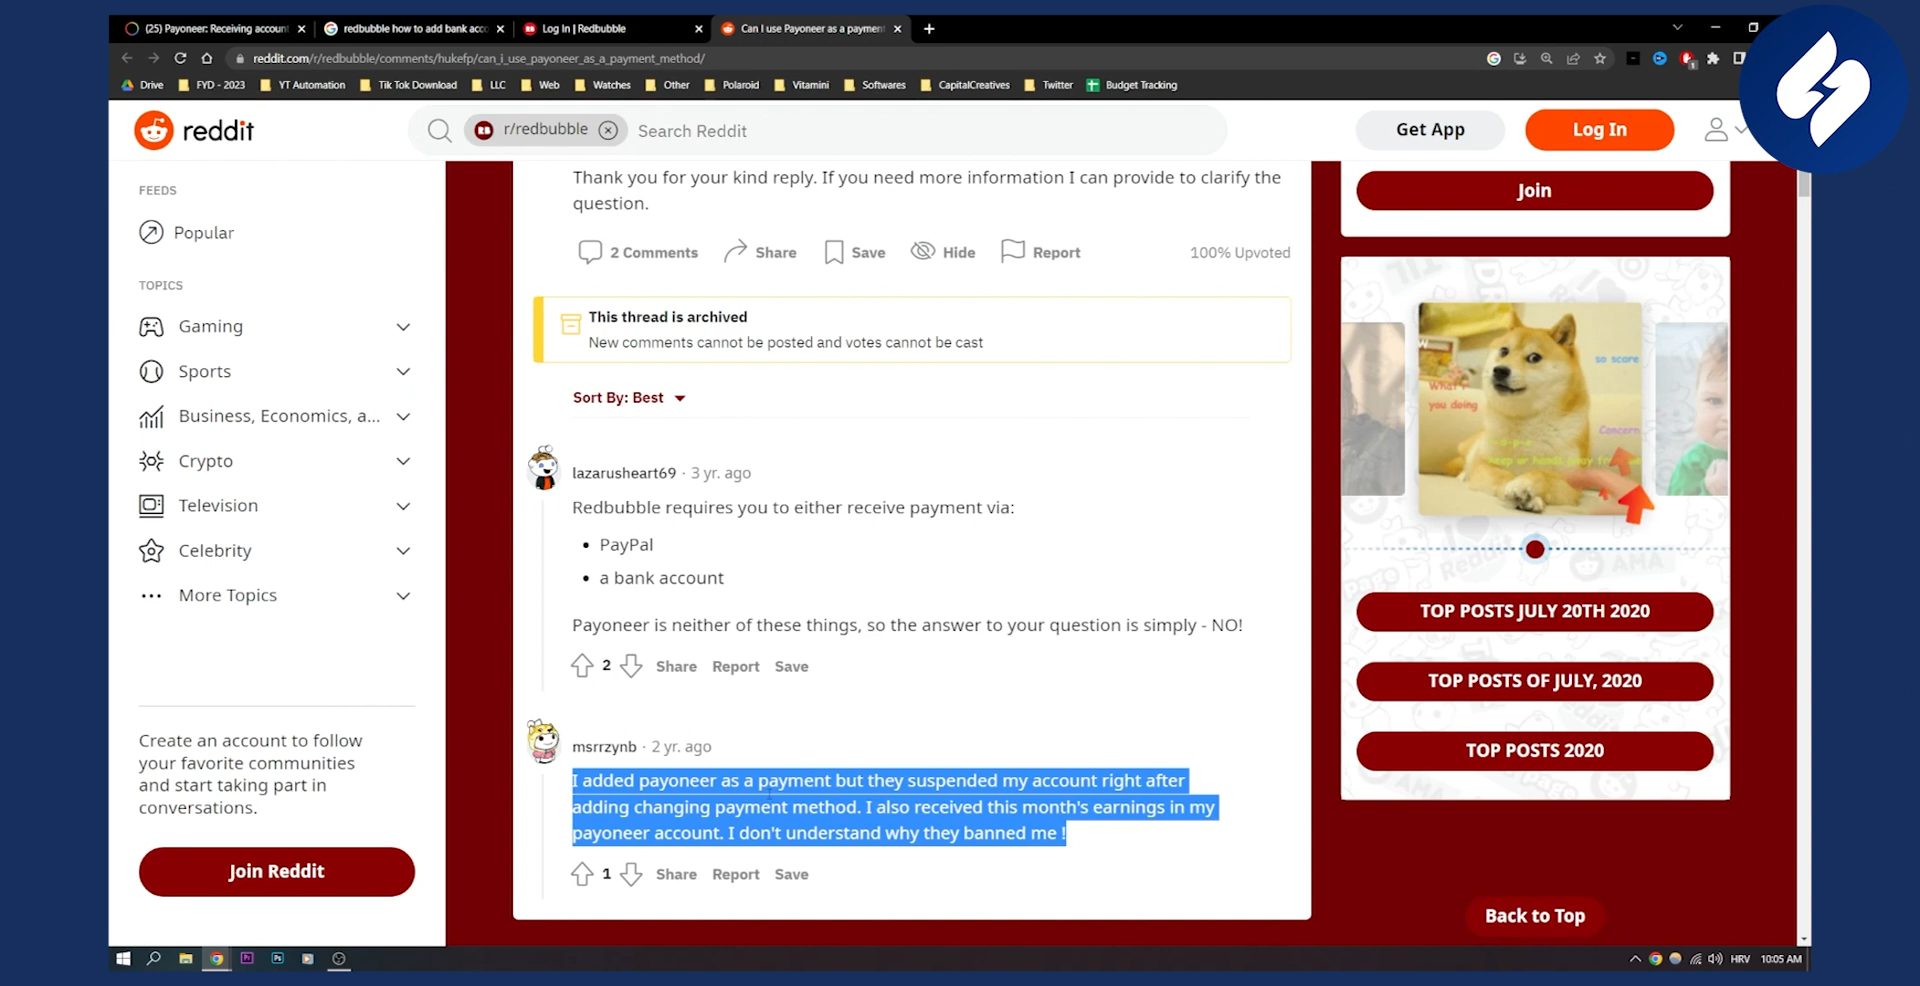 (25) Payoneer: Receiving account
redbubble how to add bank acco
Log In | Redbubble
Can I use Payoneer as a payment
reddit.com/r/redbubble/comments/hukefp/can_i_use_payoneer_as_a_payment_method/
Drive
FYD - 2023
YT Automation
Tik Tok Download
LLC
Web
Watches
Other
Polaroid
Vitamini
Softwares
CapitalCreatives
Twitter
Budget Tracking
reddit
r/redbubble
Search Reddit
Get App
Log In
FEEDS
Popular
TOPICS
Gaming
Sports
Business, Economics, a...
Crypto
Television
Celebrity
More Topics
Create an account to follow
your favorite communities
and start taking part in
conversations.
Join Reddit
Thank you for your kind reply. If you need more information I can provide to clarify the
question.
2 Comments
Share
Save
Hide
Report
100% Upvoted
This thread is archived
New comments cannot be posted and votes cannot be cast
Sort By: Best
lazarusheart69 · 3 yr. ago
Redbubble requires you to either receive payment via:
• PayPal
• a bank account
Payoneer is neither of these things, so the answer to your question is simply - NO!
2 Share Report Save
msrrzynb · 2 yr. ago
I added payoneer as a payment but they suspended my account right after
adding changing payment method. I also received this month's earnings in my
payoneer account. I don't understand why they banned me !
1 Share Report Save
Join
so scare
you doing
Concern
TOP POSTS JULY 20TH 2020
TOP POSTS OF JULY, 2020
TOP POSTS 2020
Back to Top
HRV
10:05 AM